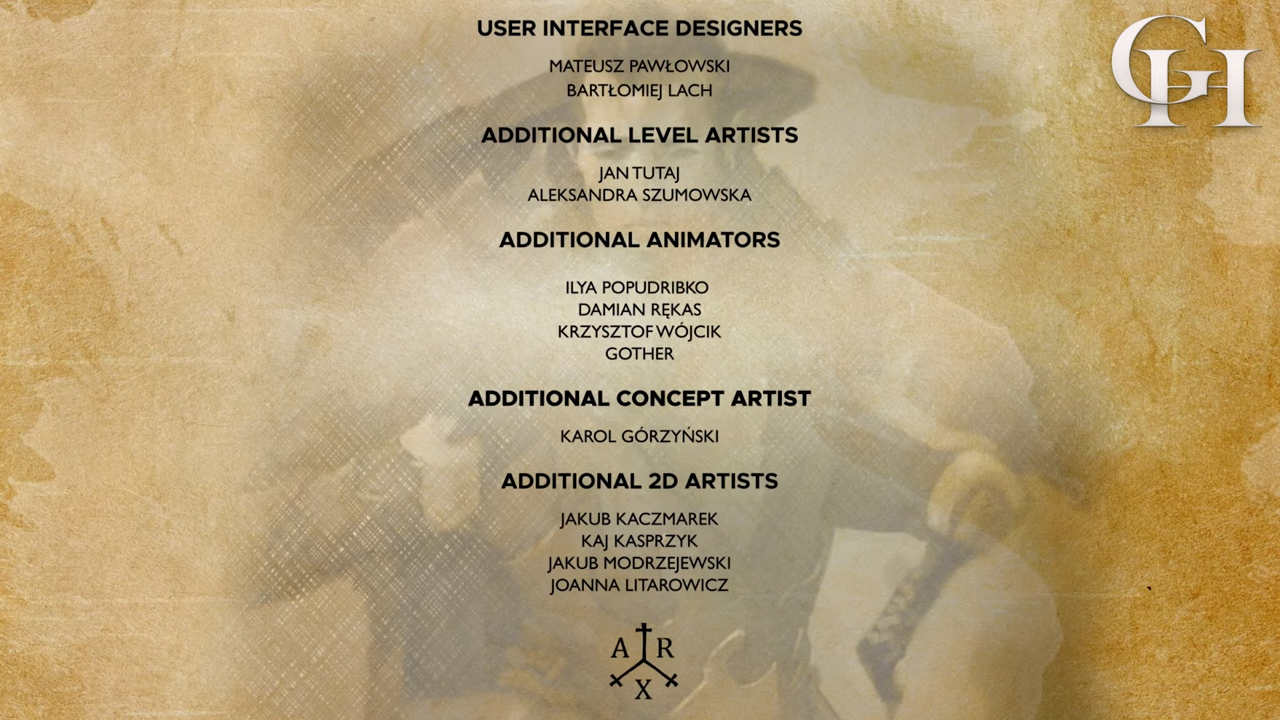 USER INTERFACE DESIGNERS
MATEUSZ PAWŁOWSKI
BARTŁOMIEJ LACH
ADDITIONAL LEVEL ARTISTS
JAN TUTAJ
ALEKSANDRA SZUMOWSKA
ADDITIONAL ANIMATORS
ILYA POPUDRIBKO
DAMIAN RĘKAS
KRZYSZTOF WÓJCIK
GOTHER
ADDITIONAL CONCEPT ARTIST
KAROL GÓRZYŃSKI
ADDITIONAL 2D ARTISTS
JAKUB KACZMAREK
KAJ KASPRZYK
JAKUB MODRZEJEWSKI
JOANNA LITAROWICZ
A R
X
GH